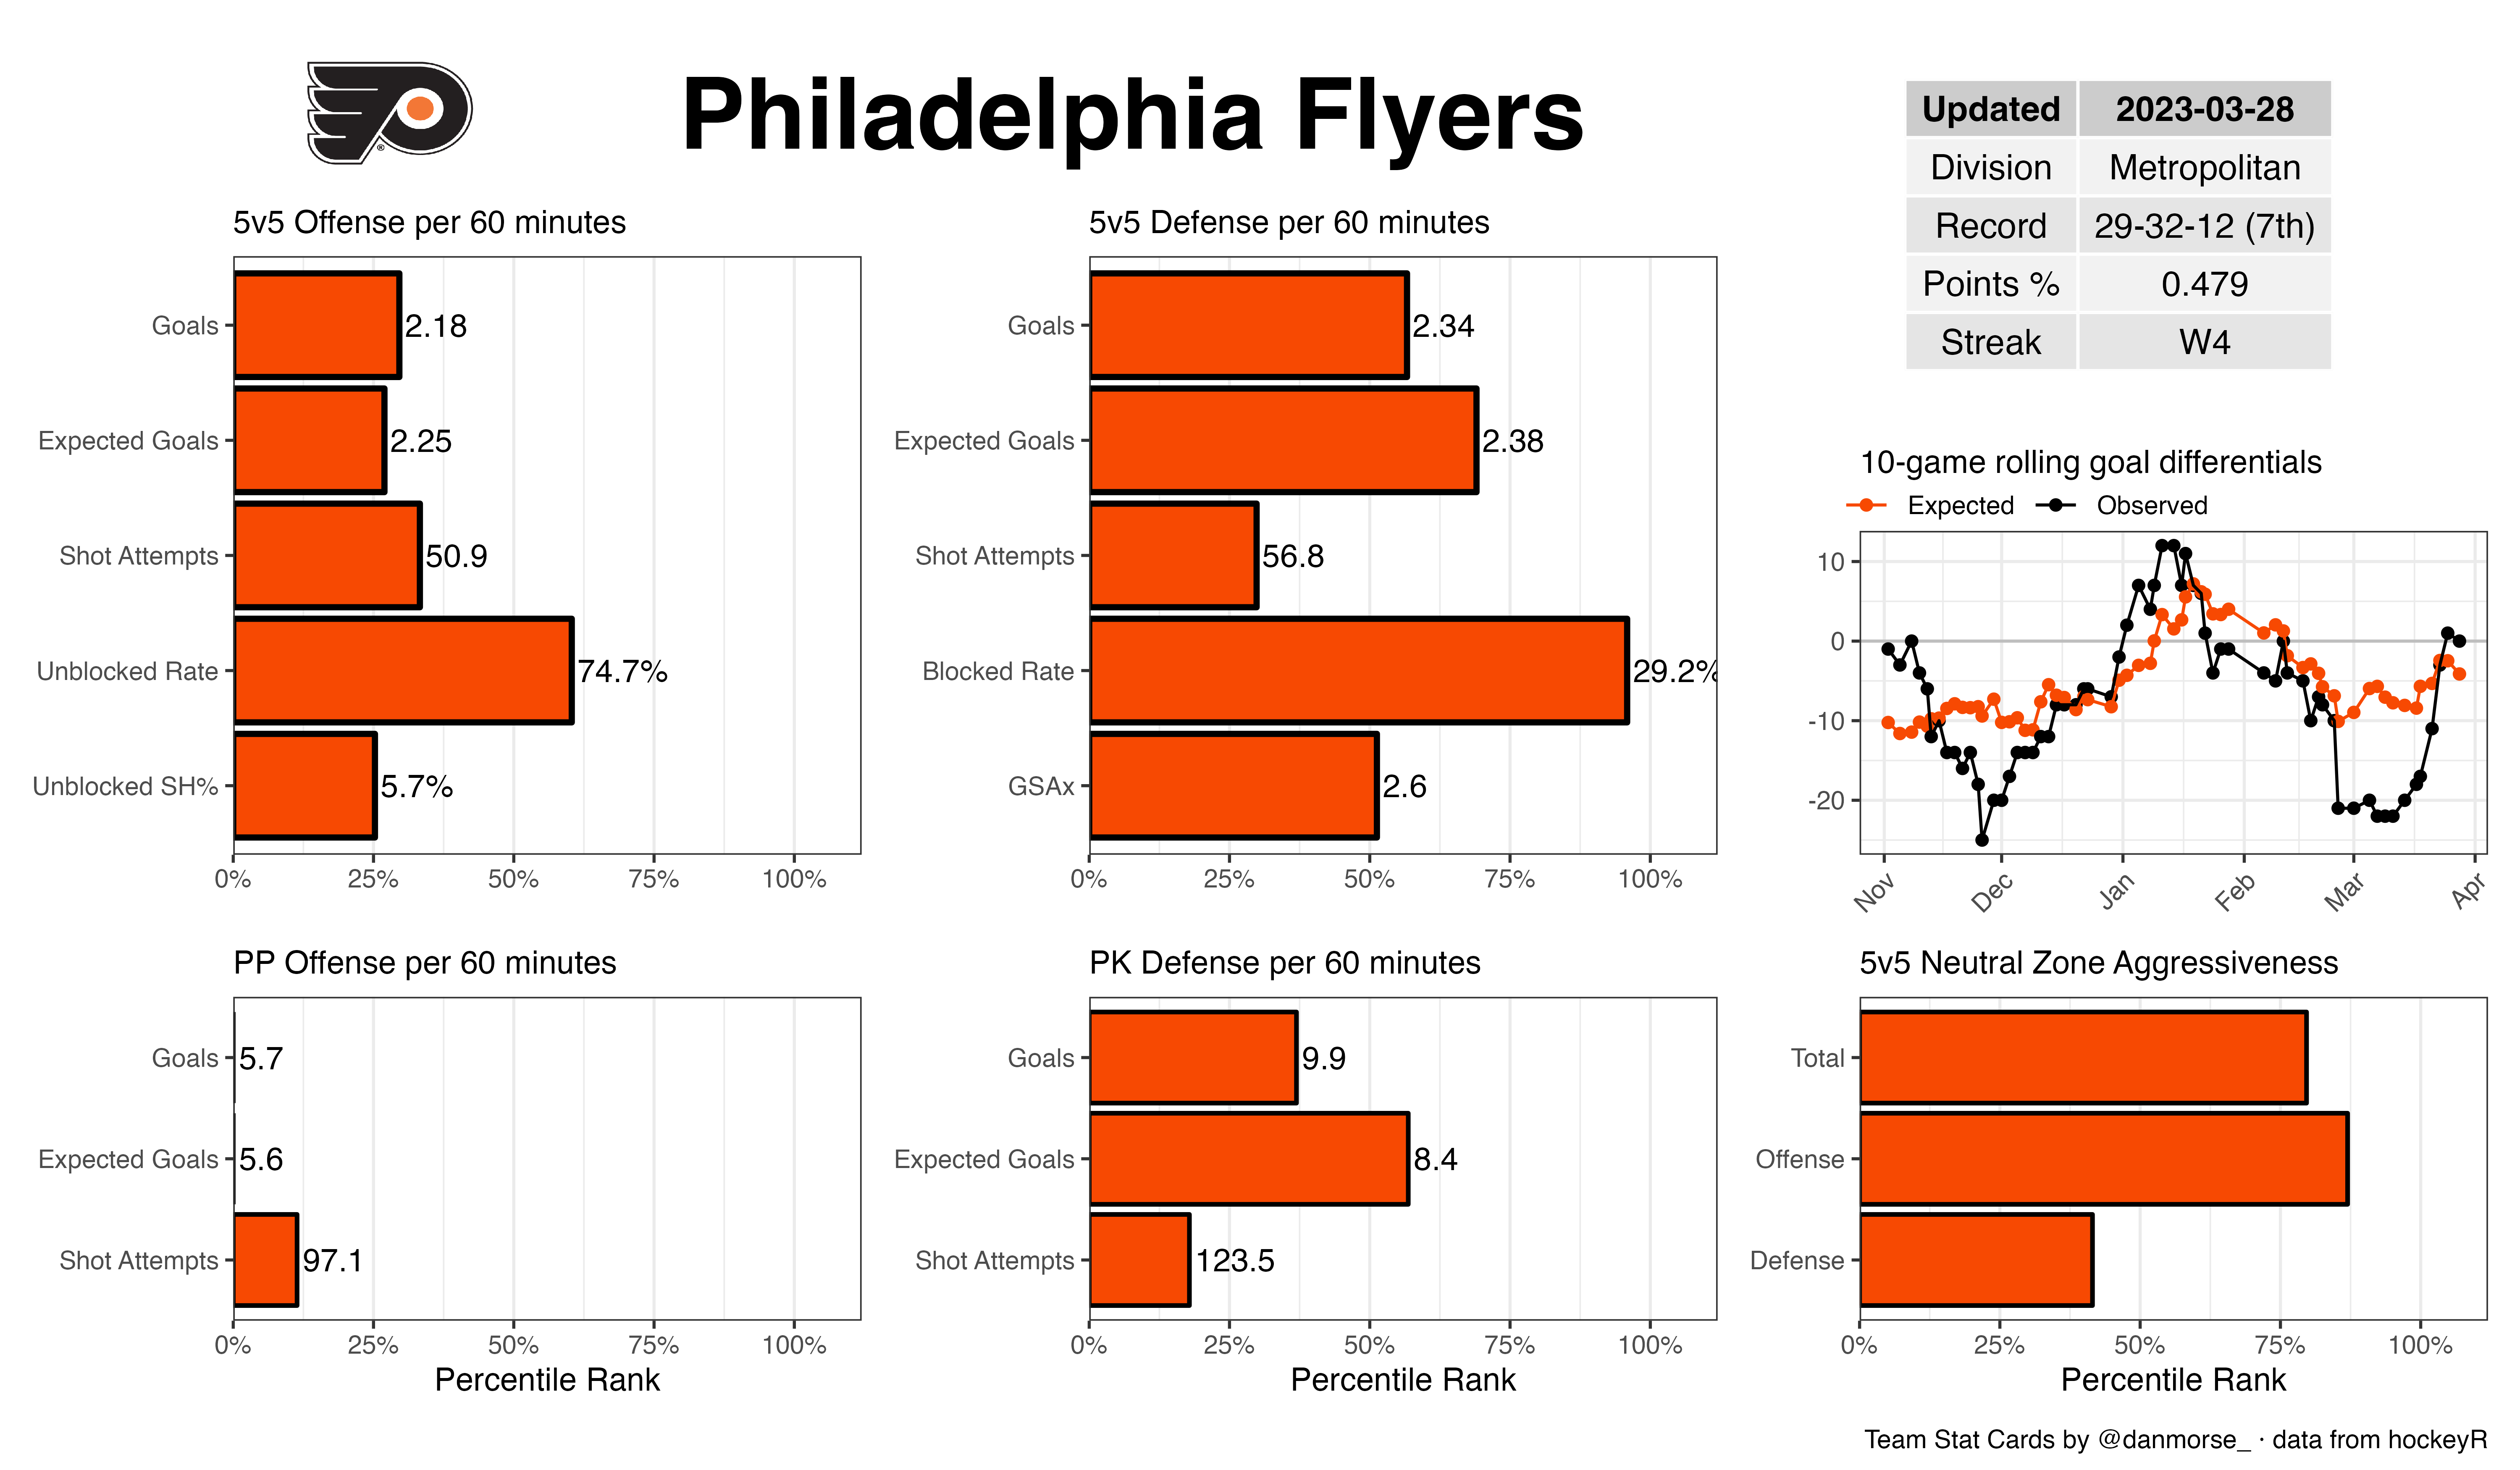 Philadelphia Flyers
Updated 2023-03-28
Division Metropolitan
Record 29-32-12 (7th)
Points % 0.479
Streak W4
5v5 Offense per 60 minutes
Goals 2.18
Expected Goals 2.25
Shot Attempts 50.9
Unblocked Rate 74.7%
Unblocked SH% 5.7%
0% 25% 50% 75% 100%
5v5 Defense per 60 minutes
Goals 2.34
Expected Goals 2.38
Shot Attempts 56.8
Blocked Rate 29.2%
GSAx 2.6
0% 25% 50% 75% 100%
10-game rolling goal differentials
Expected Observed
10
0
-10
-20
Nov Dec Jan Feb Mar Apr
PP Offense per 60 minutes
Goals 5.7
Expected Goals 5.6
Shot Attempts 97.1
0% 25% 50% 75% 100%
Percentile Rank
PK Defense per 60 minutes
Goals 9.9
Expected Goals 8.4
Shot Attempts 123.5
0% 25% 50% 75% 100%
Percentile Rank
5v5 Neutral Zone Aggressiveness
Total
Offense
Defense
0% 25% 50% 75% 100%
Percentile Rank
Team Stat Cards by @danmorse_ · data from hockeyR